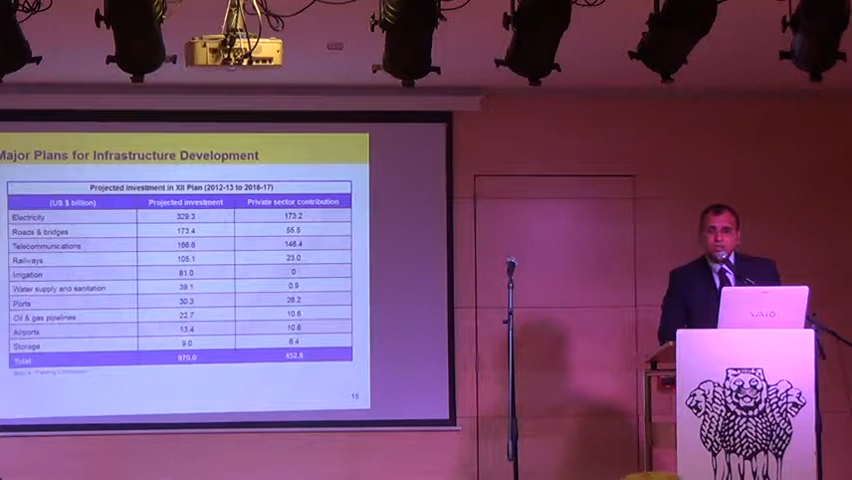 Major Plans for Infrastructure Development
Projected investment in XII Plan (2012-13 to 2016-17)
(US $ billion) Projected investment Private sector contribution
Electricity 329.3 173.2
Roads & bridges 173.4 55.5
Telecommunications 166.6 146.4
Railways 105.1 23.0
Irrigation 81.0 0
Water supply and sanitation 39.1 0.9
Ports 30.3 26.2
Oil & gas pipelines 22.7 10.6
Airports 13.4 10.8
Storage 9.0 6.4
Total 970.0 452.8
15
VAIO